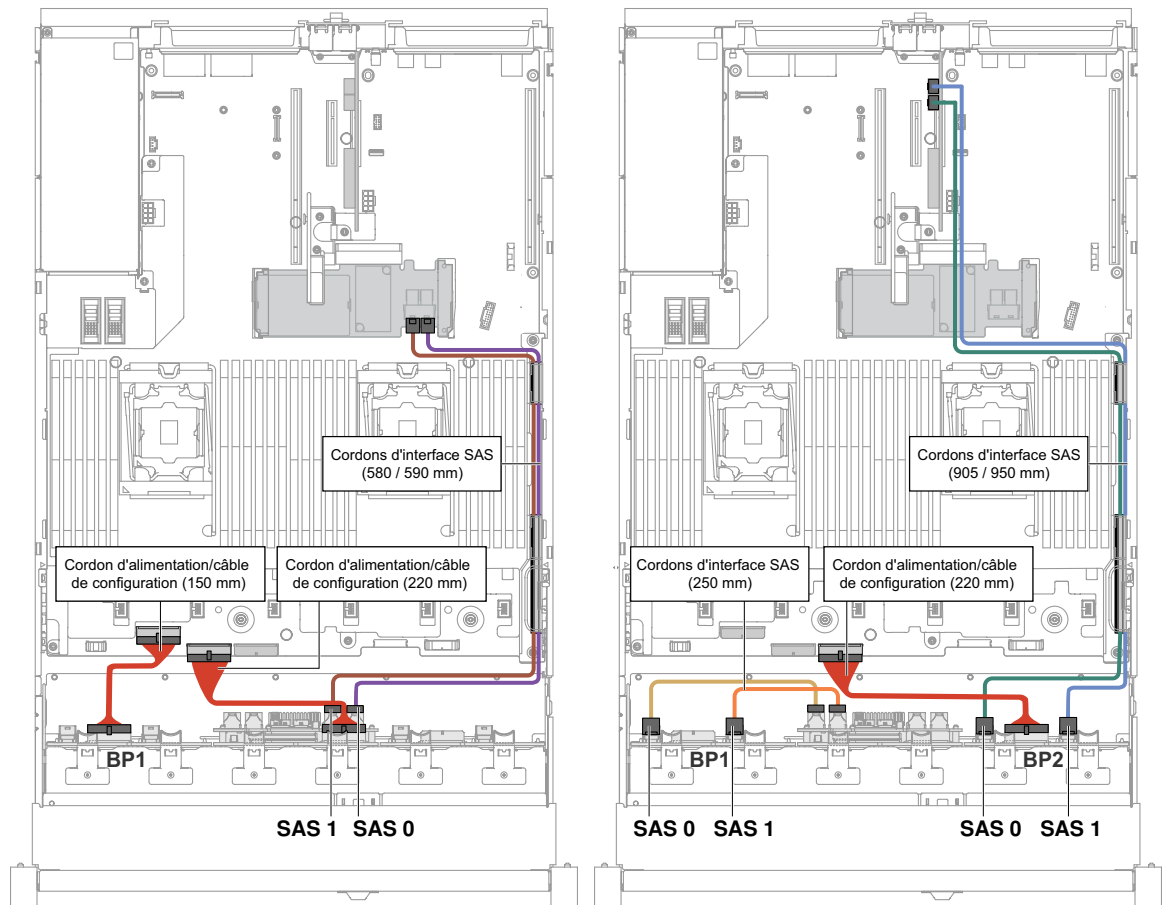 Cordons d'interface SAS
(580 / 590 mm)
Cordon d'alimentation/câble
de configuration (150 mm)
Cordon d'alimentation/câble
de configuration (220 mm)
BP1
SAS 1
SAS 0
Cordons d'interface SAS
(905 / 950 mm)
Cordons d'interface SAS
(250 mm)
Cordon d'alimentation/câble
de configuration (220 mm)
BP1
BP2
SAS 0
SAS 1
SAS 0
SAS 1